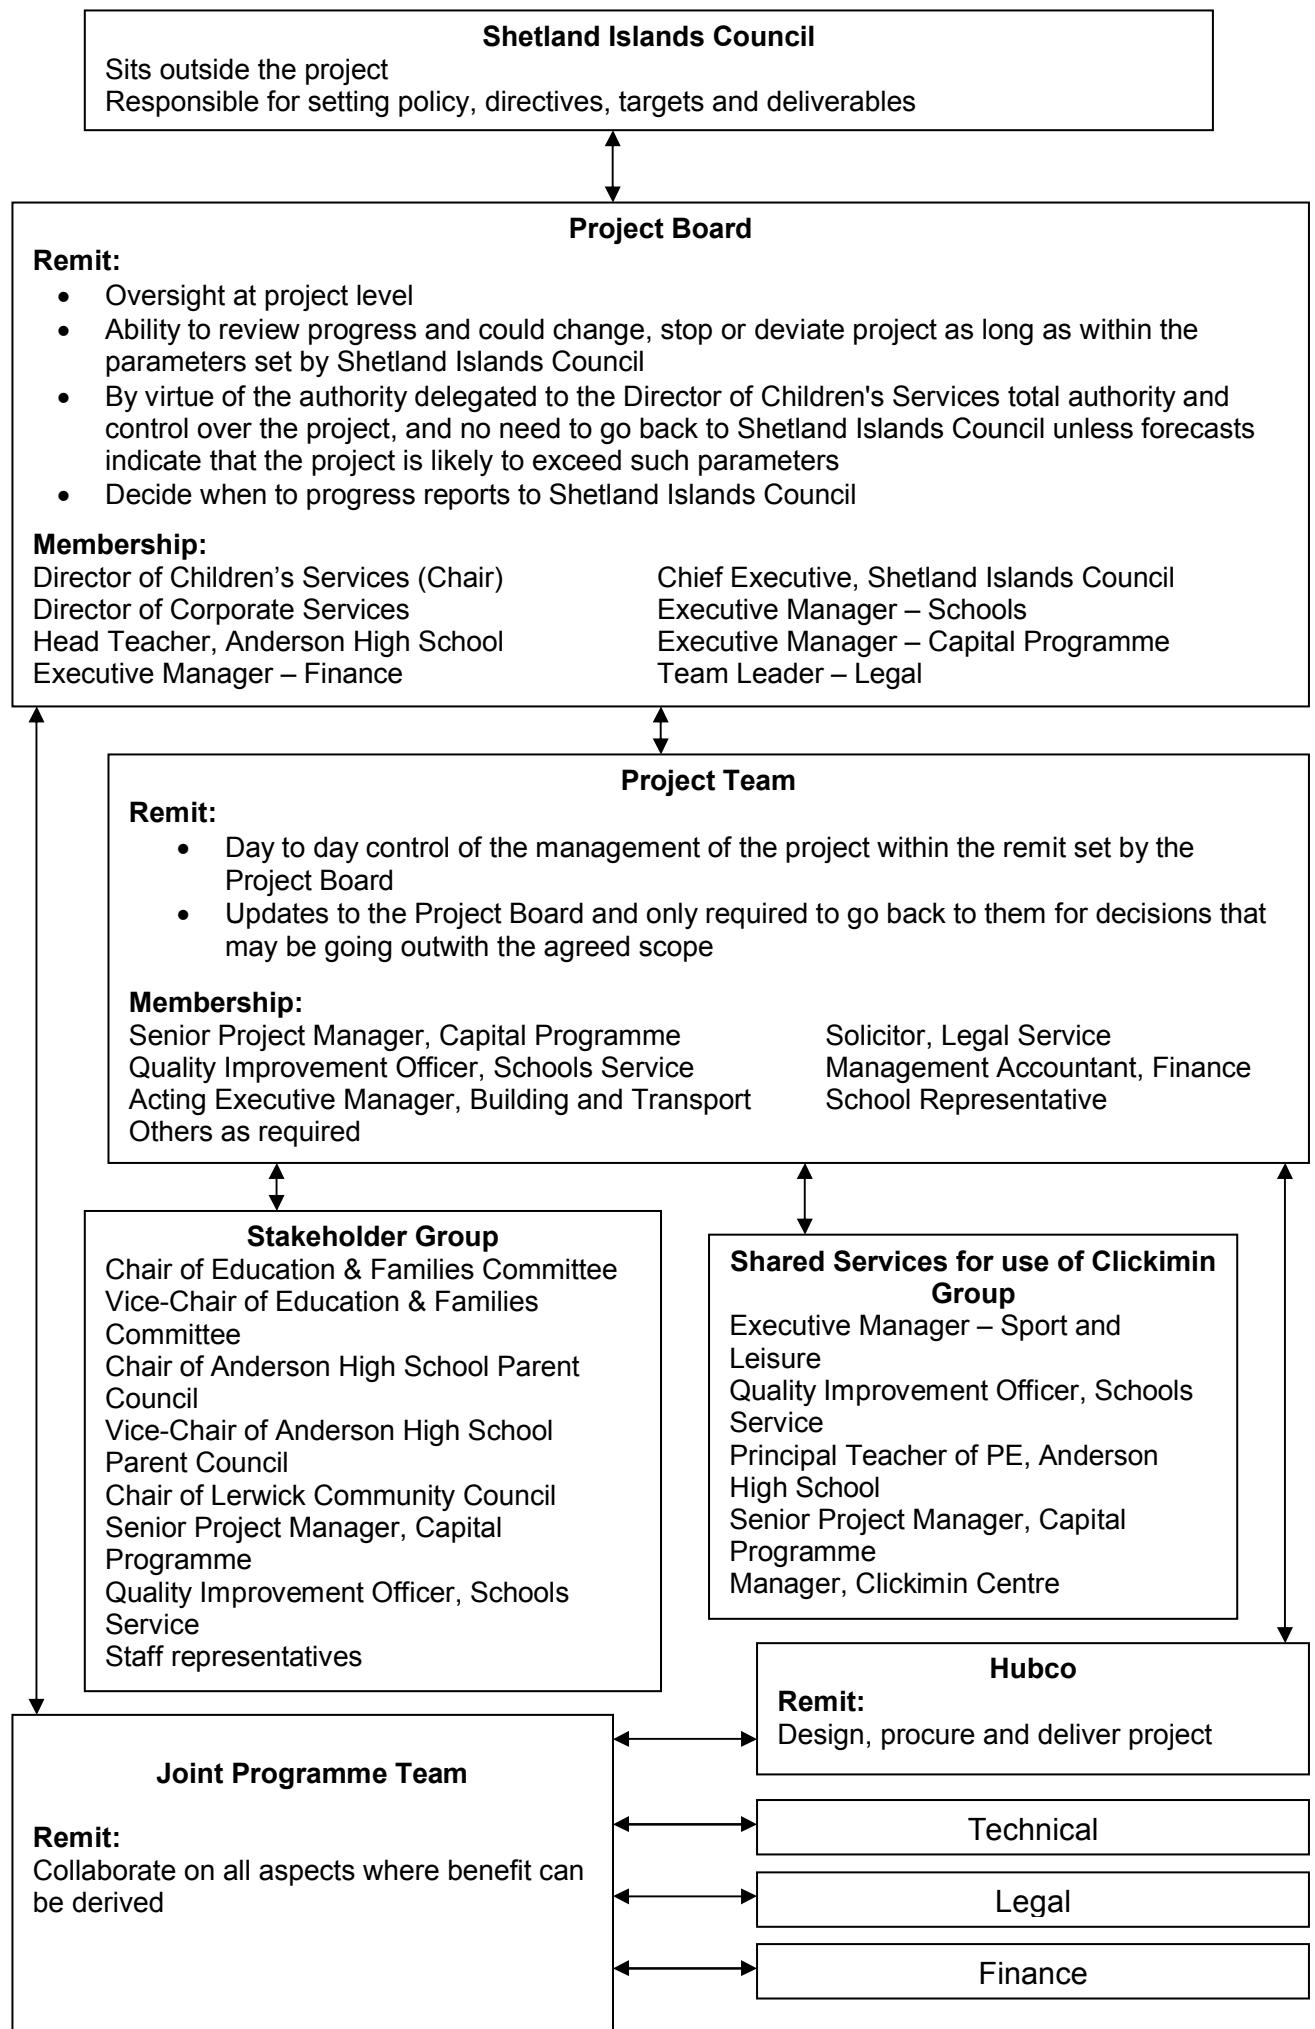 Shetland Islands Council
Sits outside the project
Responsible for setting policy, directives, targets and deliverables
Project Board
Remit:
• Oversight at project level
• Ability to review progress and could change, stop or deviate project as long as within the
parameters set by Shetland Islands Council
• By virtue of the authority delegated to the Director of Children's Services total authority and
control over the project, and no need to go back to Shetland Islands Council unless forecasts
indicate that the project is likely to exceed such parameters
• Decide when to progress reports to Shetland Islands Council
Membership:
Director of Children’s Services (Chair)
Director of Corporate Services
Head Teacher, Anderson High School
Executive Manager – Finance
Chief Executive, Shetland Islands Council
Executive Manager – Schools
Executive Manager – Capital Programme
Team Leader – Legal
Project Team
Remit:
• Day to day control of the management of the project within the remit set by the
Project Board
• Updates to the Project Board and only required to go back to them for decisions that
may be going outwith the agreed scope
Membership:
Senior Project Manager, Capital Programme
Quality Improvement Officer, Schools Service
Acting Executive Manager, Building and Transport
Others as required
Solicitor, Legal Service
Management Accountant, Finance
School Representative
Stakeholder Group
Chair of Education & Families Committee
Vice-Chair of Education & Families
Committee
Chair of Anderson High School Parent
Council
Vice-Chair of Anderson High School
Parent Council
Chair of Lerwick Community Council
Senior Project Manager, Capital
Programme
Quality Improvement Officer, Schools
Service
Staff representatives
Shared Services for use of Clickimin
Group
Executive Manager – Sport and
Leisure
Quality Improvement Officer, Schools
Service
Principal Teacher of PE, Anderson
High School
Senior Project Manager, Capital
Programme
Manager, Clickimin Centre
Hubco
Remit:
Design, procure and deliver project
Joint Programme Team
Remit:
Collaborate on all aspects where benefit can
be derived
Technical
Legal
Finance